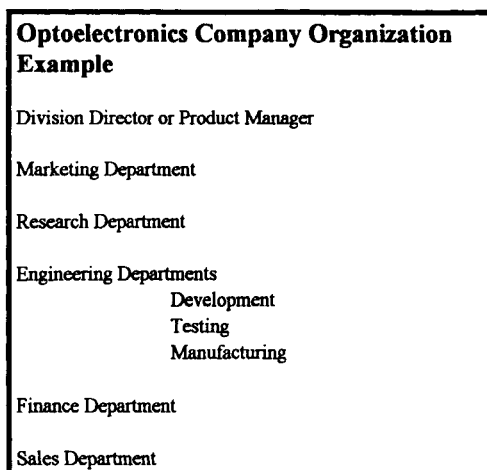 Optoelectronics Company Organization
Example
Division Director or Product Manager
Marketing Department
Research Department
Engineering Departments
Development
Testing
Manufacturing
Finance Department
Sales Department